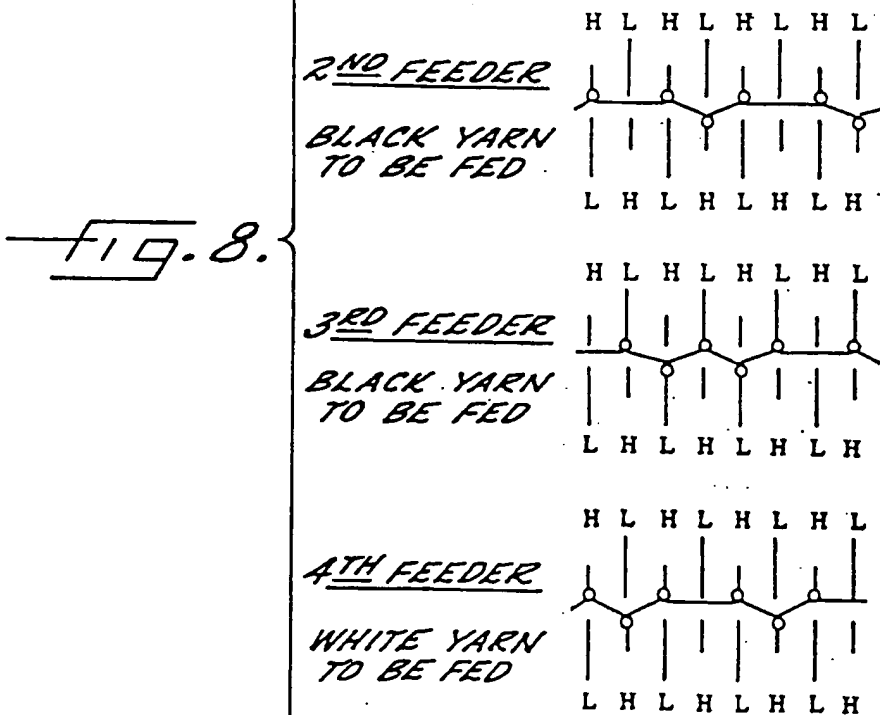 H L H L H L H L
2ND FEEDER
BLACK YARN
TO BE FED
L H L H L H L H
Fig. 8.
H L H L H L H L
3RD FEEDER
BLACK YARN
TO BE FED
L H L H L H L H
H L H L H L H L
4TH FEEDER
WHITE YARN
TO BE FED
L H L H L H L H